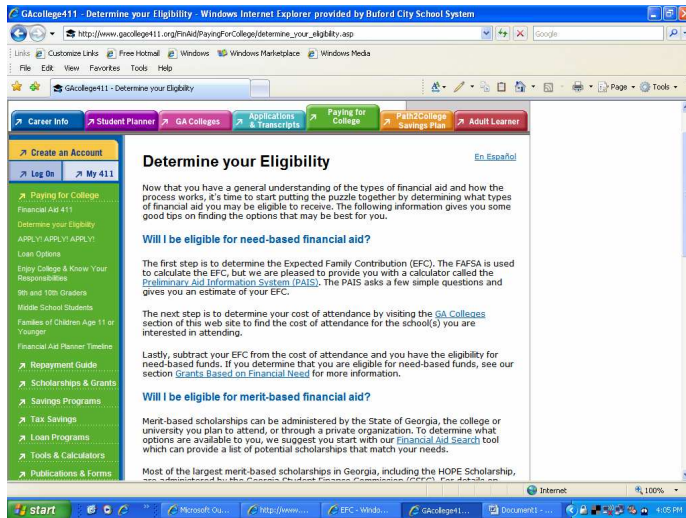 GAcollege411 - Determine your Eligibility - Windows Internet Explorer provided by Buford City School System
http://www.gacollege411.org/FinAid/PayingForCollege/determine_your_eligibility.asp
Google
Links Customize Links Free Hotmail Windows Windows Marketplace Windows Media
File Edit View Favorites Tools Help
GAcollege411 - Determine your Eligibility
Page Tools
Career Info Student Planner GA Colleges Applications & Transcripts Paying for College Path2College Savings Plan Adult Learner
Create an Account
Log On My 411
Paying for College
Financial Aid 411
Determine your Eligibility
APPLY! APPLY! APPLY!
Loan Options
Enjoy College & Know Your
Responsibilities
9th and 10th Graders
Middle School Students
Families of Children Age 11 or
Younger
Financial Aid Planner Timeline
Repayment Guide
Scholarships & Grants
Savings Programs
Tax Savings
Loan Programs
Tools & Calculators
Publications & Forms
Determine your Eligibility
En Español
Now that you have a general understanding of the types of financial aid and how the
process works, it's time to start putting the puzzle together by determining what types
of financial aid you may be eligible to receive. The following information gives you some
good tips on finding the options that may be best for you.
Will I be eligible for need-based financial aid?
The first step is to determine the Expected Family Contribution (EFC). The FAFSA is used
to calculate the EFC, but we are pleased to provide you with a calculator called the
Preliminary Aid Information System (PAIS). The PAIS asks a few simple questions and
gives you an estimate of your EFC.
The next step is to determine your cost of attendance by visiting the GA Colleges
section of this web site to find the cost of attendance for the school(s) you are
interested in attending.
Lastly, subtract your EFC from the cost of attendance and you have the eligibility for
need-based funds. If you determine that you are eligible for need-based funds, see our
section Grants Based on Financial Need for more information.
Will I be eligible for merit-based financial aid?
Merit-based scholarships can be administered by the State of Georgia, the college or
university you plan to attend, or through a private organization. To determine what
options are available to you, we suggest you start with our Financial Aid Search tool
which can provide a list of potential scholarships that match your needs.
Most of the largest merit-based scholarships in Georgia, including the HOPE Scholarship,
are administered by the Georgia Student Finance Commission (GSFC). For details on
Internet 100%
start Microsoft Ou... http://www.... EFC - Windo... GAcollege41... Document1 - ... 4:05 PM